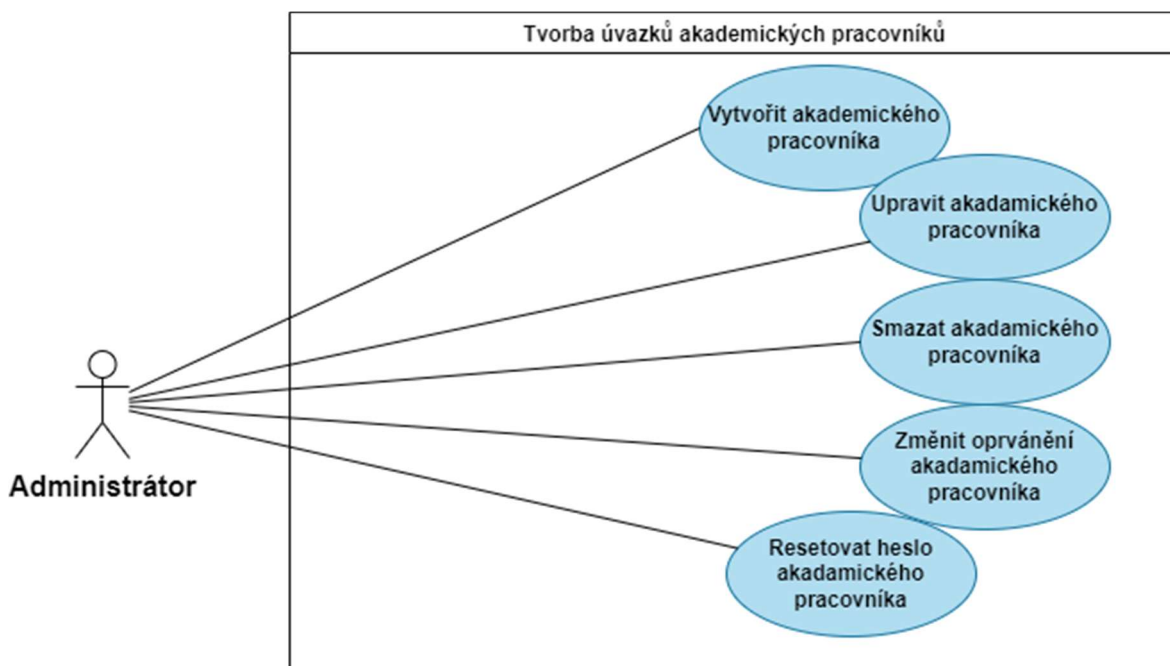 Tvorba úvazků akademických pracovníků
Vytvořit akademického
pracovníka
Upravit akadamického
pracovníka
Smazat akadamického
pracovníka
Změnit oprvánění
akadamického
pracovníka
Resetovat heslo
akadamického
pracovníka
Administrátor